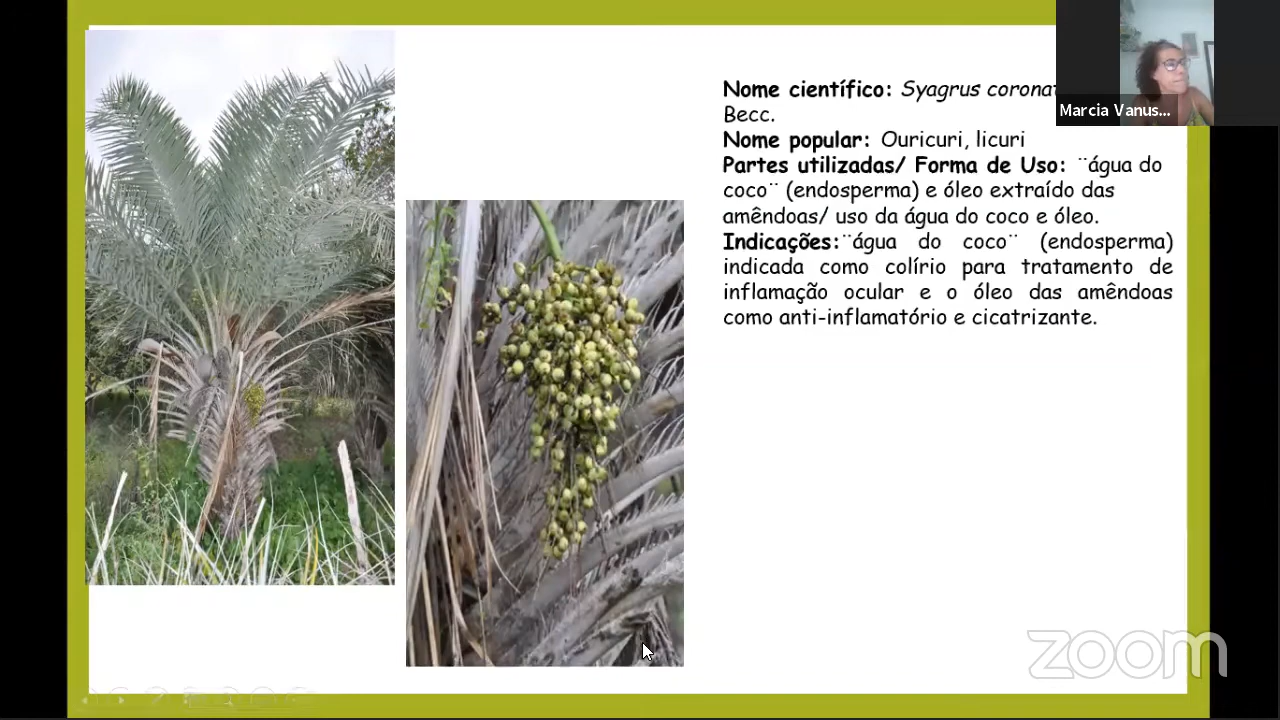 Nome científico: Syagrus
Becc.
Nome popular: Ouricuri, licuri
Partes utilizadas/ Forma de Uso: ¨água do
coco¨ (endosperma) e óleo extraído das
amêndoas/ uso da água do coco e óleo.
Indicações:¨água do coco¨ (endosperma)
indicada como colírio para tratamento de
inflamação ocular e o óleo das amêndoas
como anti-inflamatório e cicatrizante.
Marcia Vanus...
zoom